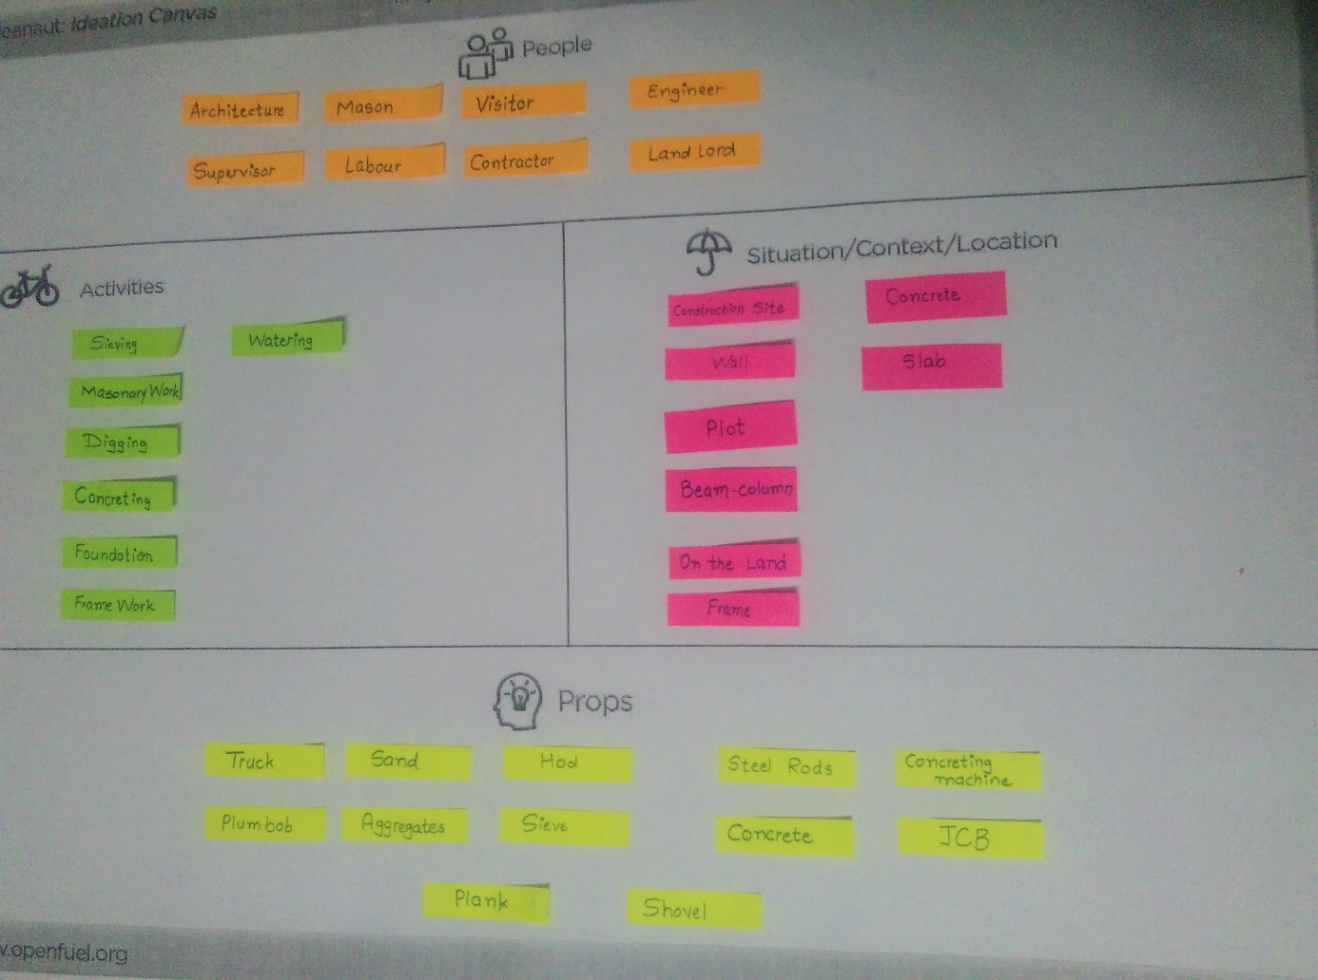 eanaut: Ideation Canvas
People
Architecture
Mason
Visitor
Engineer
Supervisor
Labour
Contractor
Land Lord
Activities
Sieving
Watering
Masonary Work
Digging
Concreting
Foundation
Frame Work
Situation/Context/Location
Construction Site
Concrete
Wall
Slab
Plot
Beam-column
On the Land
Frame
Props
Truck
Sand
Hod
Steel Rods
Concreting
machine
Plumbob
Aggregates
Sieve
Concrete
JCB
Plank
Shovel
v.openfuel.org